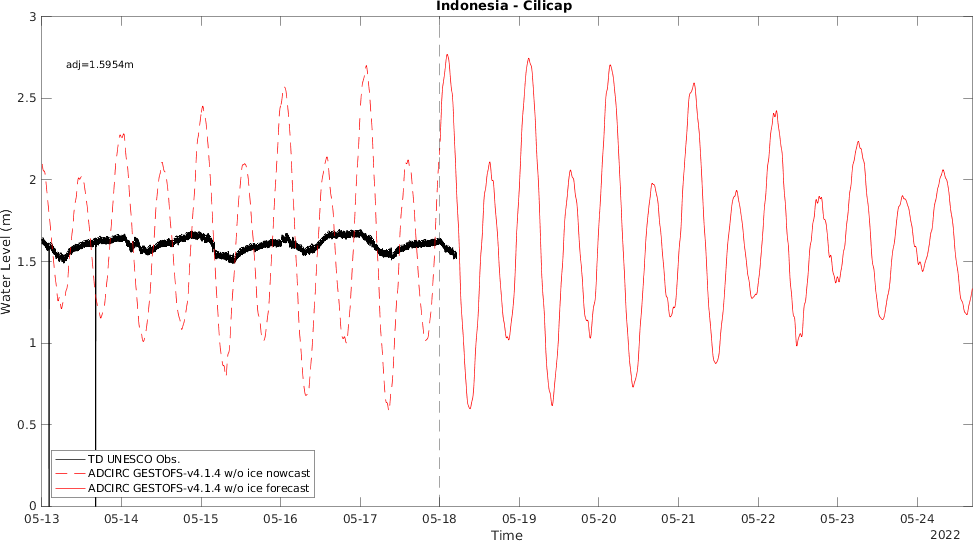 Indonesia - Cilicap
adj=1.5954m
3
2.5
2
1.5
1
0.5
0
Water Level (m)
TD UNESCO Obs.
ADCIRC GESTOFS-v4.1.4 w/o ice nowcast
ADCIRC GESTOFS-v4.1.4 w/o ice forecast
05-13 05-14 05-15 05-16 05-17 05-18 05-19 05-20 05-21 05-22 05-23 05-24
Time
2022